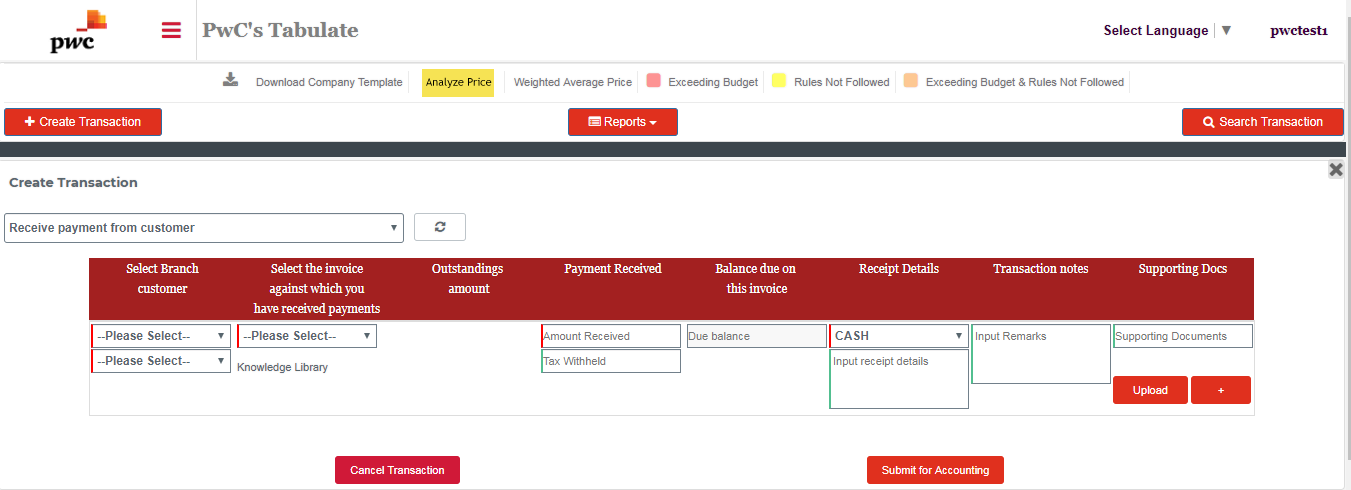 pwc
PwC's Tabulate
Select Language ▼
pwctest1
Download Company Template
Analyze Price
Weighted Average Price
Exceeding Budget
Rules Not Followed
Exceeding Budget & Rules Not Followed
+ Create Transaction
Reports
Search Transaction
Create Transaction
Receive payment from customer
Select Branch
customer
Select the invoice
against which you
have received payments
Outstandings
amount
Payment Received
Balance due on
this invoice
Receipt Details
Transaction notes
Supporting Docs
--Please Select--
--Please Select--
--Please Select--
Knowledge Library
Amount Received
Tax Withheld
Due balance
CASH
Input receipt details
Input Remarks
Supporting Documents
Upload
+
Cancel Transaction
Submit for Accounting